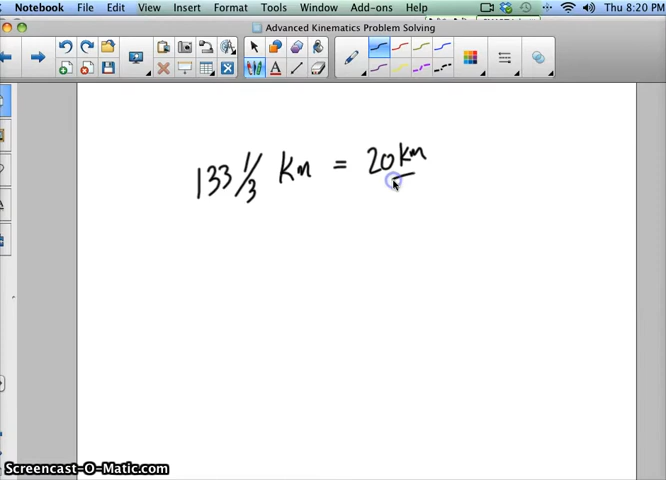 Notebook File Edit View Insert Format Tools Window Add-ons Help Thu 8:20 PM
Advanced Kinematics Problem Solving
133 1/3 Km = 20 Km
Screencast-O-Matic.com